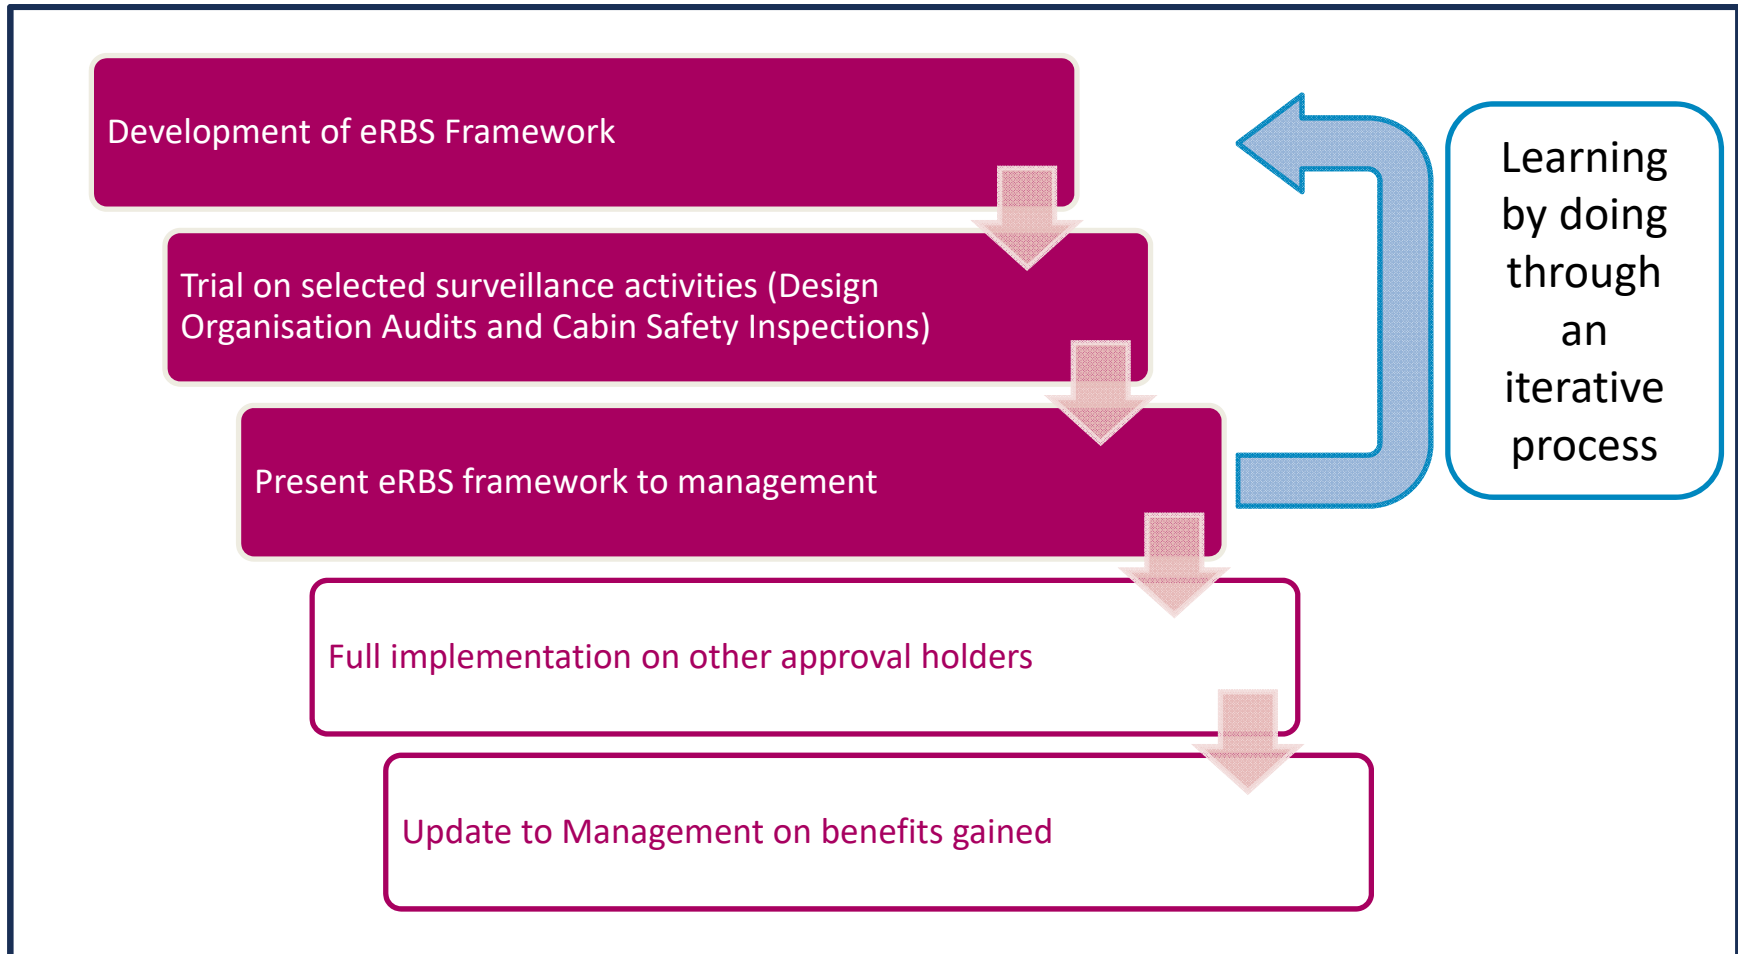 Development of eRBS Framework
Trial on selected surveillance activities (Design
Organisation Audits and Cabin Safety Inspections)
Present eRBS framework to management
Full implementation on other approval holders
Update to Management on benefits gained
Learning
by doing
through
an
iterative
process